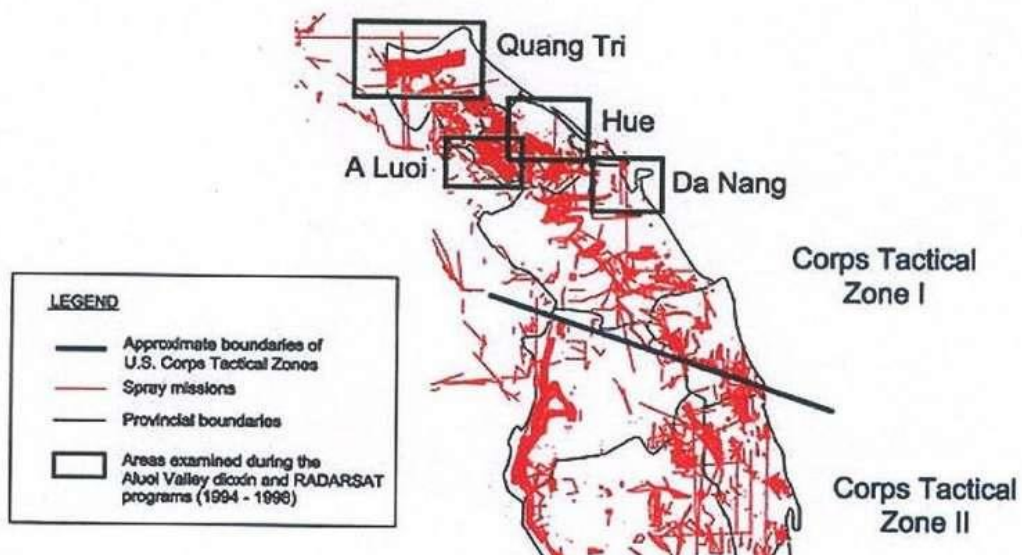 Quang Tri
Hue
A Luoi
Da Nang
Corps Tactical
Zone I
LEGEND
Approximate boundaries of
U.S. Corps Tactical Zones
Spray missions
Provincial boundaries
Areas examined during the
Aluoi Valley dioxin and RADARSAT
programs (1994 - 1998)
Corps Tactical
Zone II